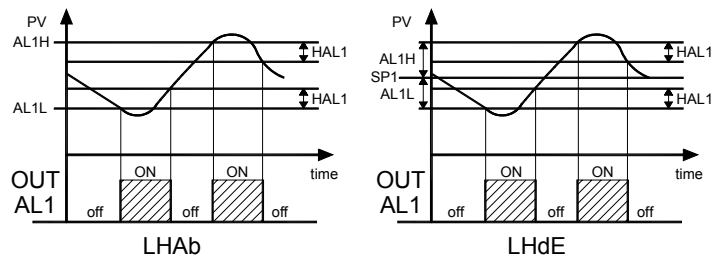 PV
AL1H
HAL1
AL1L
HAL1
time
OUT
AL1
off
ON
off
ON
off
LHAb
PV
AL1H
HAL1
SP1
AL1L
HAL1
time
OUT
AL1
off
ON
off
ON
off
LHdE